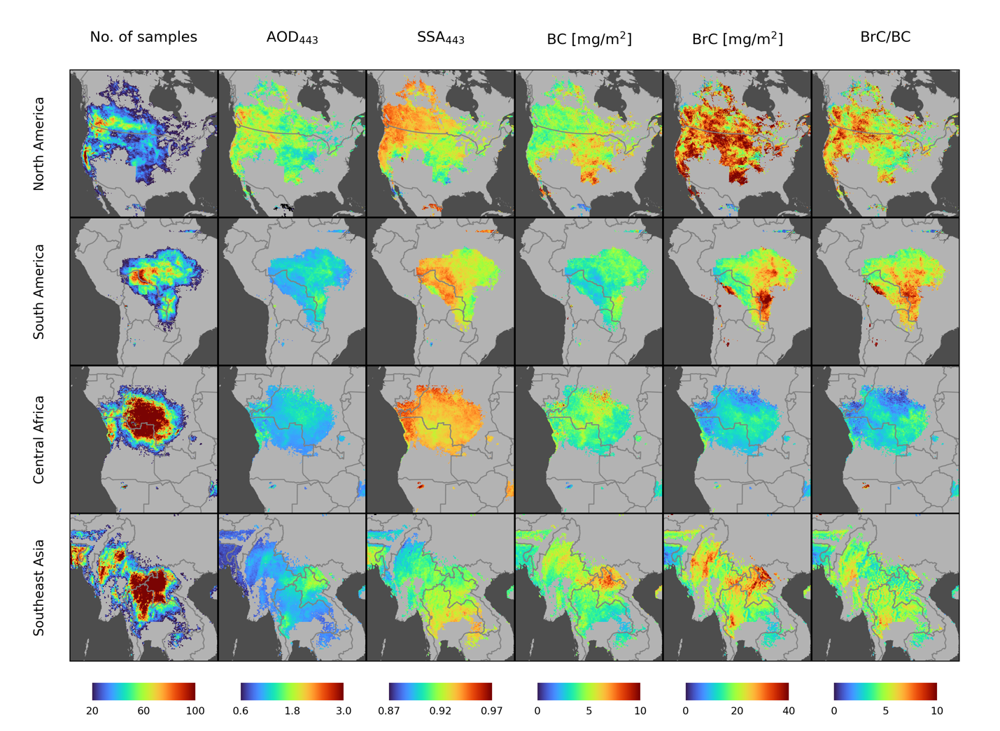 No. of samples AOD₄₄₃ SSA₄₄₃ BC [mg/m²] BrC [mg/m²] BrC/BC
North America
South America
Central Africa
Southeast Asia
20 60 100 0.6 1.8 3.0 0.87 0.92 0.97 0 5 10 0 20 40 0 5 10